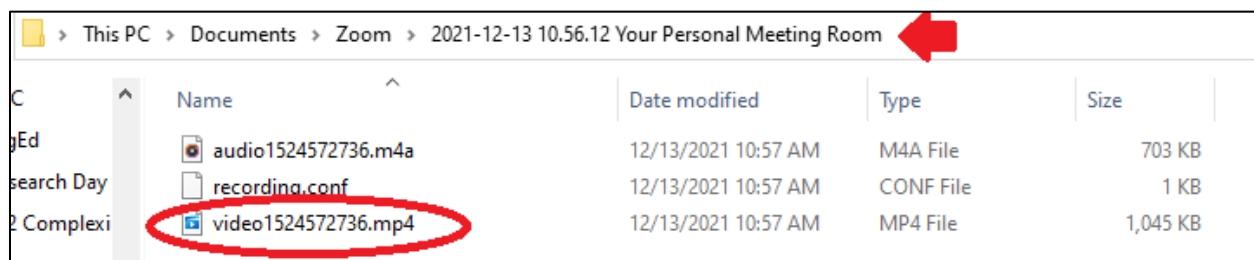 This PC > Documents > Zoom > 2021-12-13 10.56.12 Your Personal Meeting Room
C Name Date modified Type Size
gEd audio1524572736.m4a 12/13/2021 10:57 AM M4A File 703 KB
search Day recording.conf 12/13/2021 10:57 AM CONF File 1 KB
2 Complexi video1524572736.mp4 12/13/2021 10:57 AM MP4 File 1,045 KB